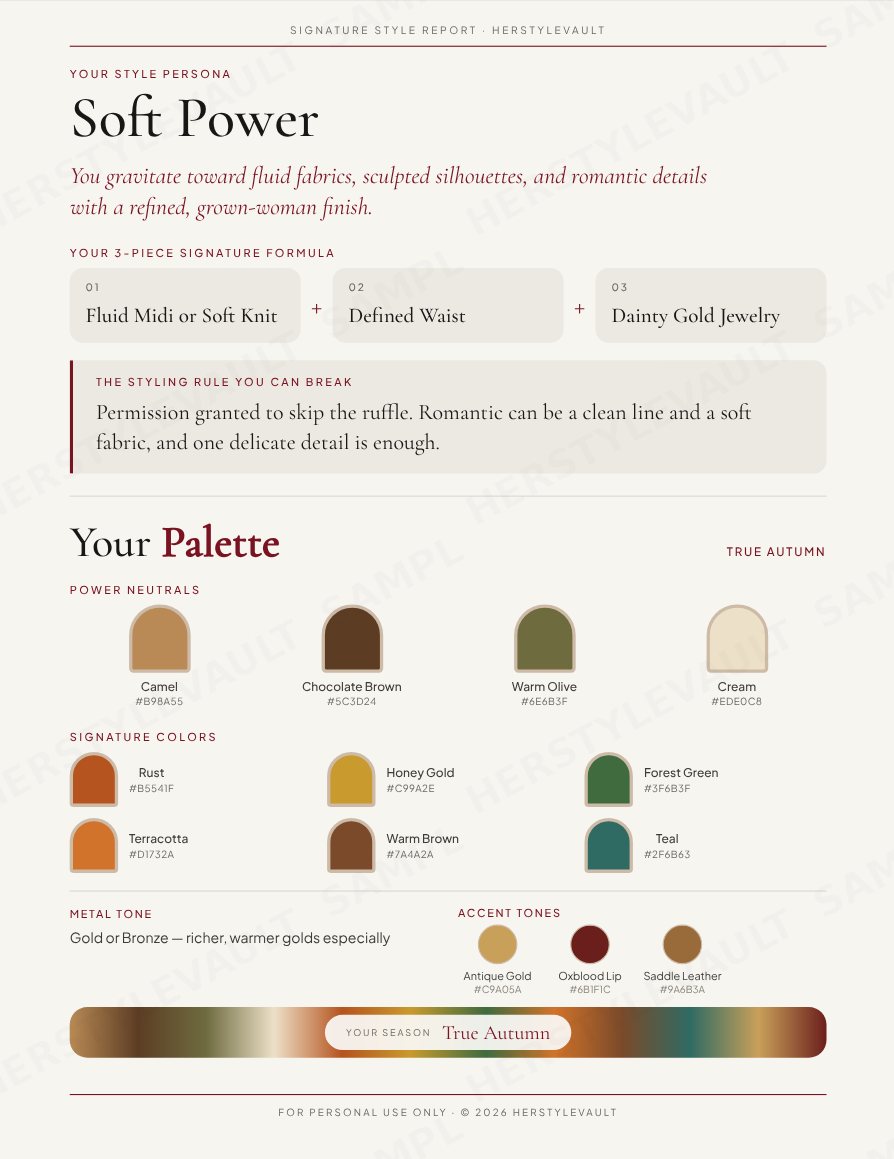 SIGNATURE STYLE REPORT · HERSTYLEVAULT
YOUR STYLE PERSONA
Soft Power
You gravitate toward fluid fabrics, sculpted silhouettes, and romantic details
with a refined, grown-woman finish.
YOUR 3-PIECE SIGNATURE FORMULA
01
Fluid Midi or Soft Knit
+
02
Defined Waist
+
03
Dainty Gold Jewelry
THE STYLING RULE YOU CAN BREAK
Permission granted to skip the ruffle. Romantic can be a clean line and a soft
fabric, and one delicate detail is enough.
Your Palette
TRUE AUTUMN
POWER NEUTRALS
Camel
#B98A55
Chocolate Brown
#5C3D24
Warm Olive
#6E6B3F
Cream
#EDE0C8
SIGNATURE COLORS
Rust
#B5541F
Honey Gold
#C99A2E
Forest Green
#3F6B3F
Terracotta
#D1732A
Warm Brown
#7A4A2A
Teal
#2F6B63
METAL TONE
Gold or Bronze — richer, warmer golds especially
ACCENT TONES
Antique Gold
#C9A05A
Oxblood Lip
#6B1F1C
Saddle Leather
#9A6B3A
YOUR SEASON True Autumn
FOR PERSONAL USE ONLY · © 2026 HERSTYLEVAULT
HERSTYLEVAULT SAMPL